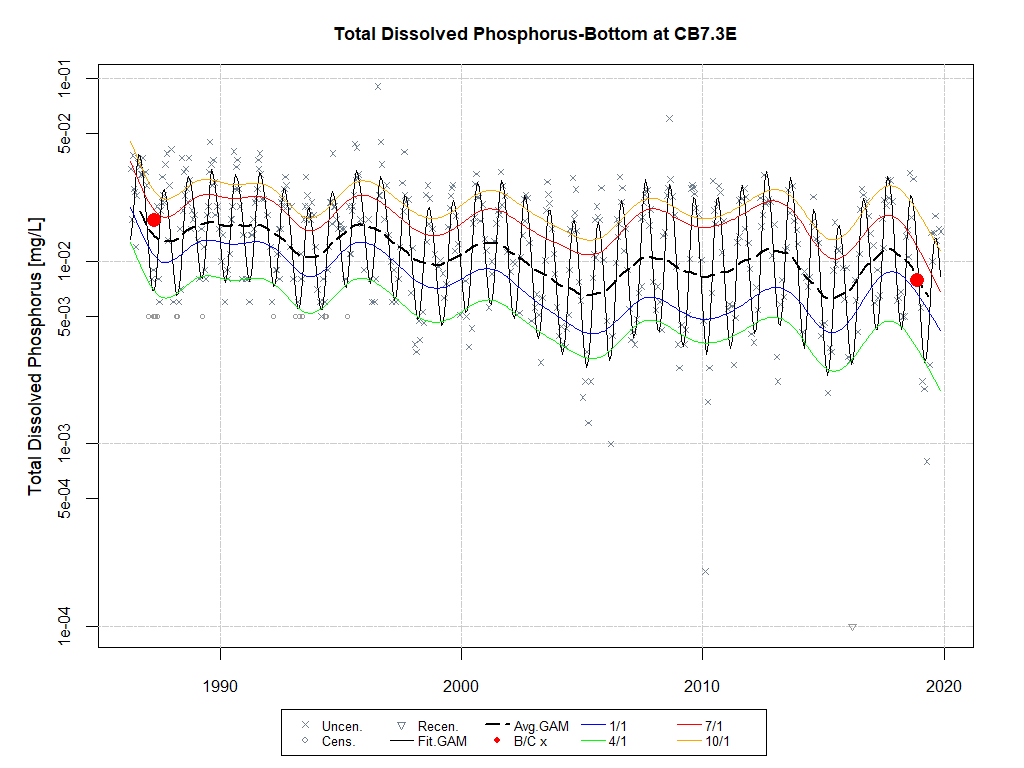 Total Dissolved Phosphorus-Bottom at CB7.3E
Total Dissolved Phosphorus [mg/L]
1e-01
5e-02
1e-02
5e-03
1e-03
5e-04
1e-04
1990 2000 2010 2020
Uncen. Recen. Avg.GAM 1/1 7/1
Cens. Fit.GAM B/C x 4/1 10/1